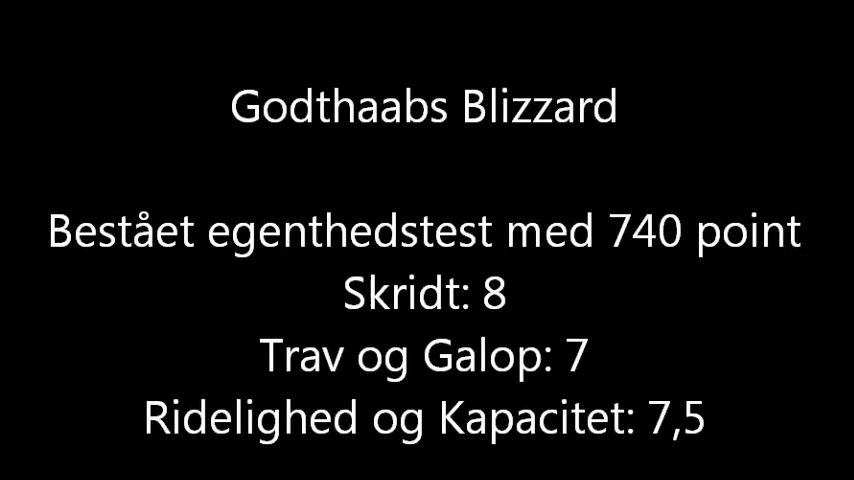 Godthaabs Blizzard
Bestået egenthedstest med 740 point
Skridt: 8
Trav og Galop: 7
Ridelighed og Kapacitet: 7,5